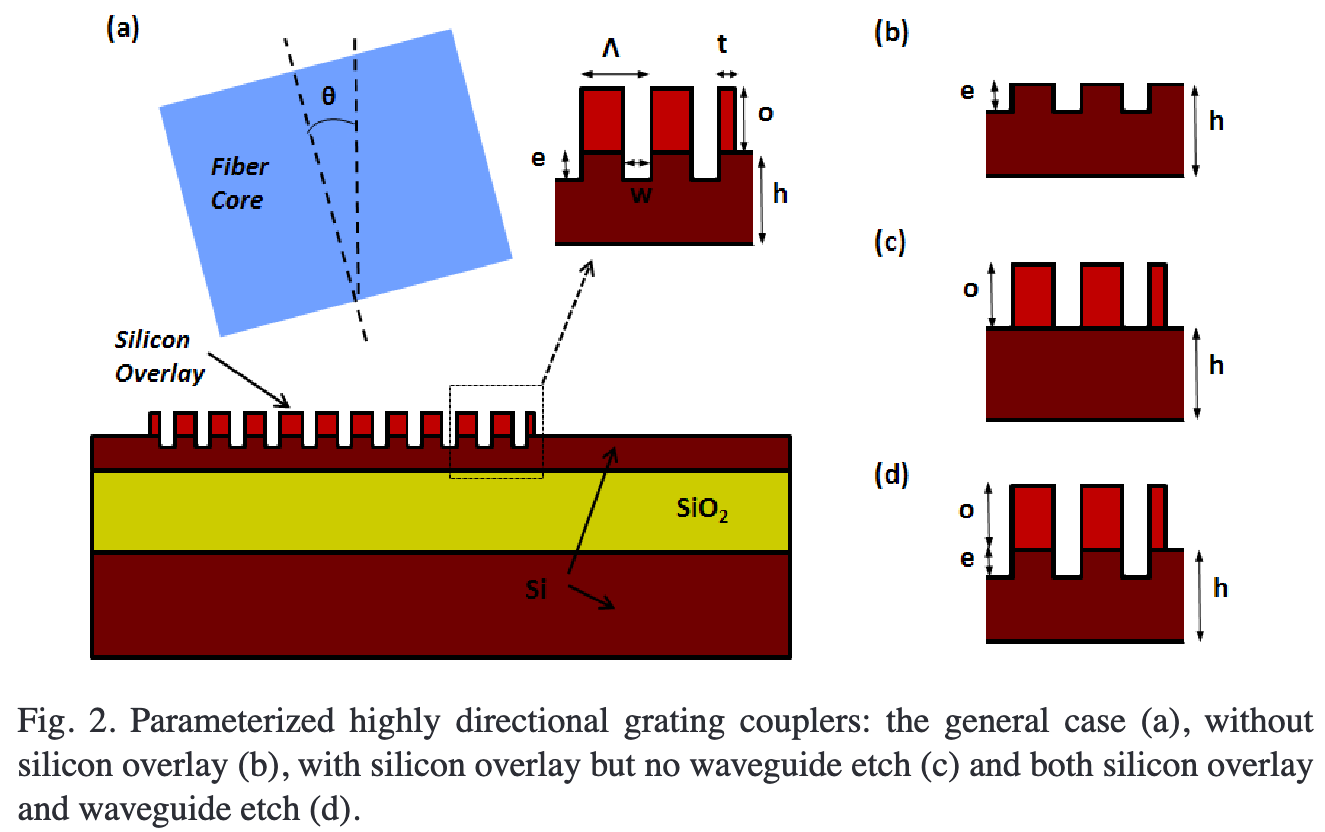 (a)
θ
Fiber
Core
Λ
t
o
e
w
h
Silicon
Overlay
SiO₂
Si
(b)
e
h
(c)
o
h
(d)
o
e
h
Fig. 2. Parameterized highly directional grating couplers: the general case (a), without
silicon overlay (b), with silicon overlay but no waveguide etch (c) and both silicon overlay
and waveguide etch (d).